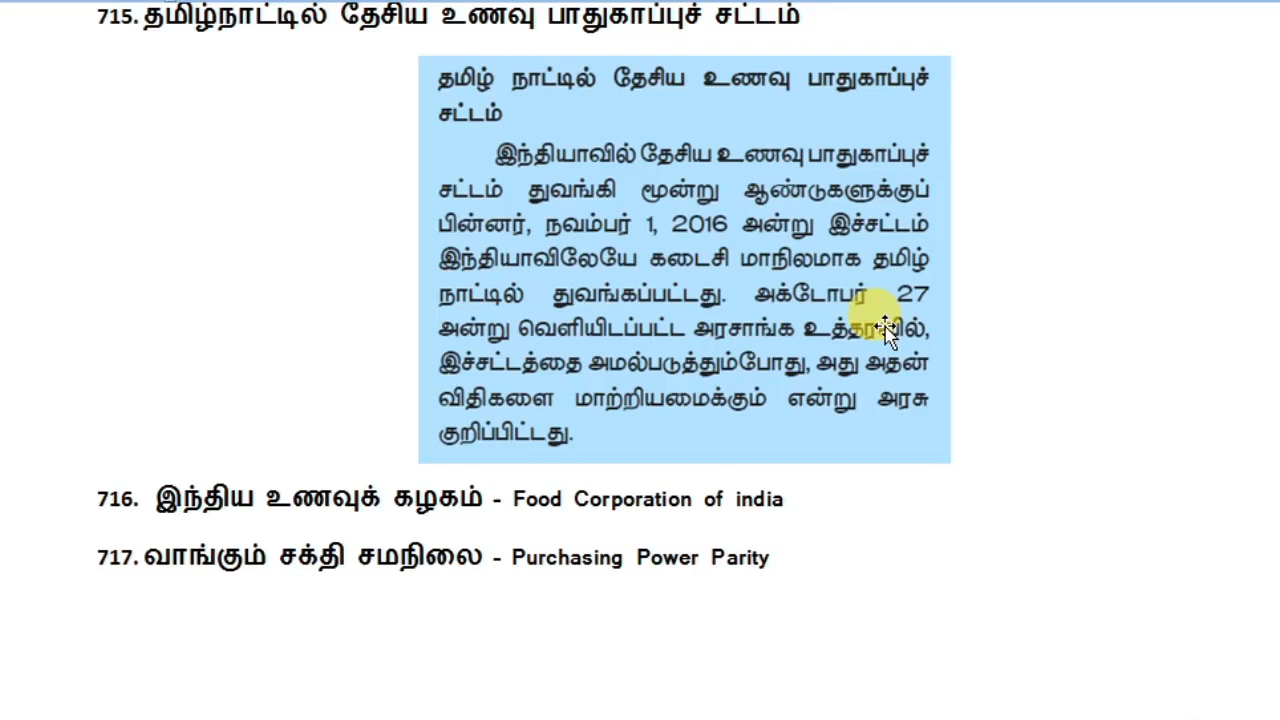 715. தமிழ்நாட்டில் தேசிய உணவு பாதுகாப்புச் சட்டம்
தமிழ் நாட்டில் தேசிய உணவு பாதுகாப்புச்
சட்டம்
இந்தியாவில் தேசிய உணவு பாதுகாப்புச்
சட்டம் துவங்கி மூன்று ஆண்டுகளுக்குப்
பின்னர், நவம்பர் 1, 2016 அன்று இச்சட்டம்
இந்தியாவிலேயே கடைசி மாநிலமாக தமிழ்
நாட்டில் துவங்கப்பட்டது. அக்டோபர் 27
அன்று வெளியிடப்பட்ட அரசாங்க உத்தரவில்,
இச்சட்டத்தை அமல்படுத்தும்போது, அது அதன்
விதிகளை மாற்றியமைக்கும் என்று அரசு
குறிப்பிட்டது.
716. இந்திய உணவுக் கழகம் - Food Corporation of india
717. வாங்கும் சக்தி சமநிலை - Purchasing Power Parity